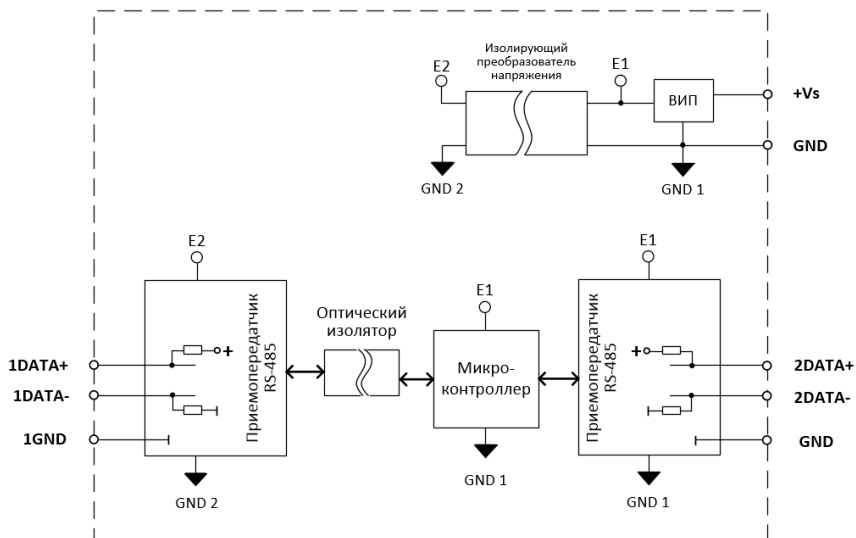 Изолирующий
преобразователь
напряжения
E2
E1
ВИП
+Vs
GND
GND 2
GND 1
E2
E1
Оптический
изолятор
E1
Приемопередатчик
RS-485
+
Микро-
контроллер
Приемопередатчик
RS-485
+
1DATA+
1DATA-
1GND
2DATA+
2DATA-
GND
GND 2
GND 1
GND 1